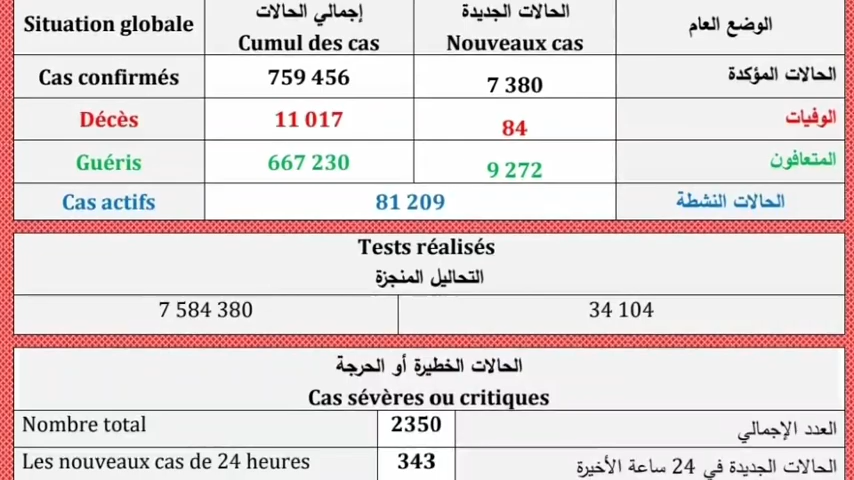 Situation globale
إجمالي الحالات
Cumul des cas
الحالات الجديدة
Nouveaux cas
الوضع العام
Cas confirmés 759 456 7 380 الحالات المؤكدة
Décès 11 017 84 الوفيات
Guéris 667 230 9 272 المتعافون
Cas actifs 81 209 الحالات النشطة
Tests réalisés
التحاليل المنجزة
7 584 380 34 104
الحالات الخطيرة أو الحرجة
Cas sévères ou critiques
Nombre total 2350 العدد الإجمالي
Les nouveaux cas de 24 heures 343 الحالات الجديدة في 24 ساعة الأخيرة